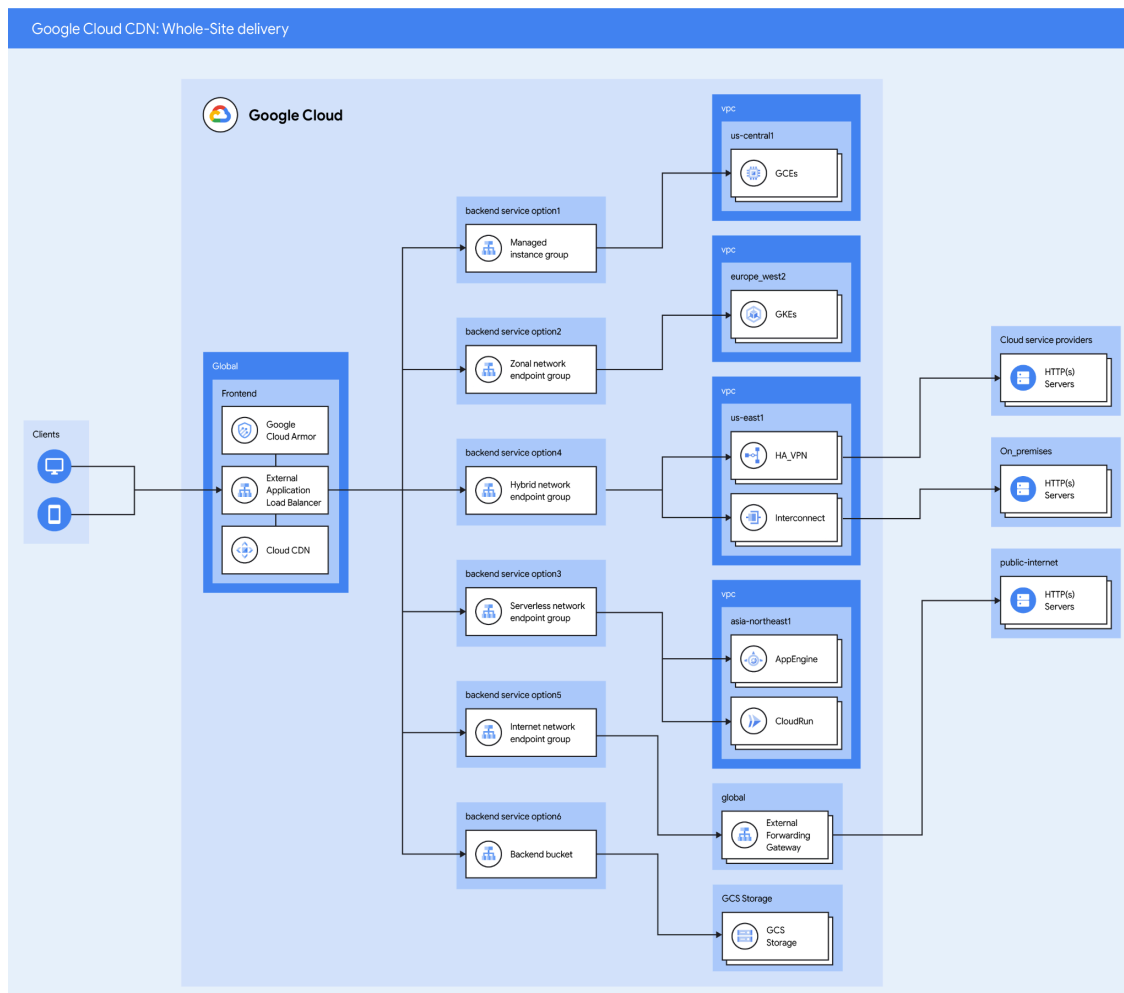 Google Cloud CDN: Whole-Site delivery
Google Cloud
Clients
Global
Frontend
Google
Cloud Armor
External
Application
Load Balancer
Cloud CDN
backend service option1
Managed
instance group
backend service option2
Zonal network
endpoint group
backend service option4
Hybrid network
endpoint group
backend service option3
Serverless network
endpoint group
backend service option5
Internet network
endpoint group
backend service option6
Backend bucket
vpc
us-central1
GCEs
vpc
europe_west2
GKEs
vpc
us-east1
HA_VPN
Interconnect
vpc
asia-northeast1
AppEngine
CloudRun
global
External
Forwarding
Gateway
GCS Storage
GCS
Storage
Cloud service providers
HTTP(s)
Servers
On_premises
HTTP(s)
Servers
public-internet
HTTP(s)
Servers